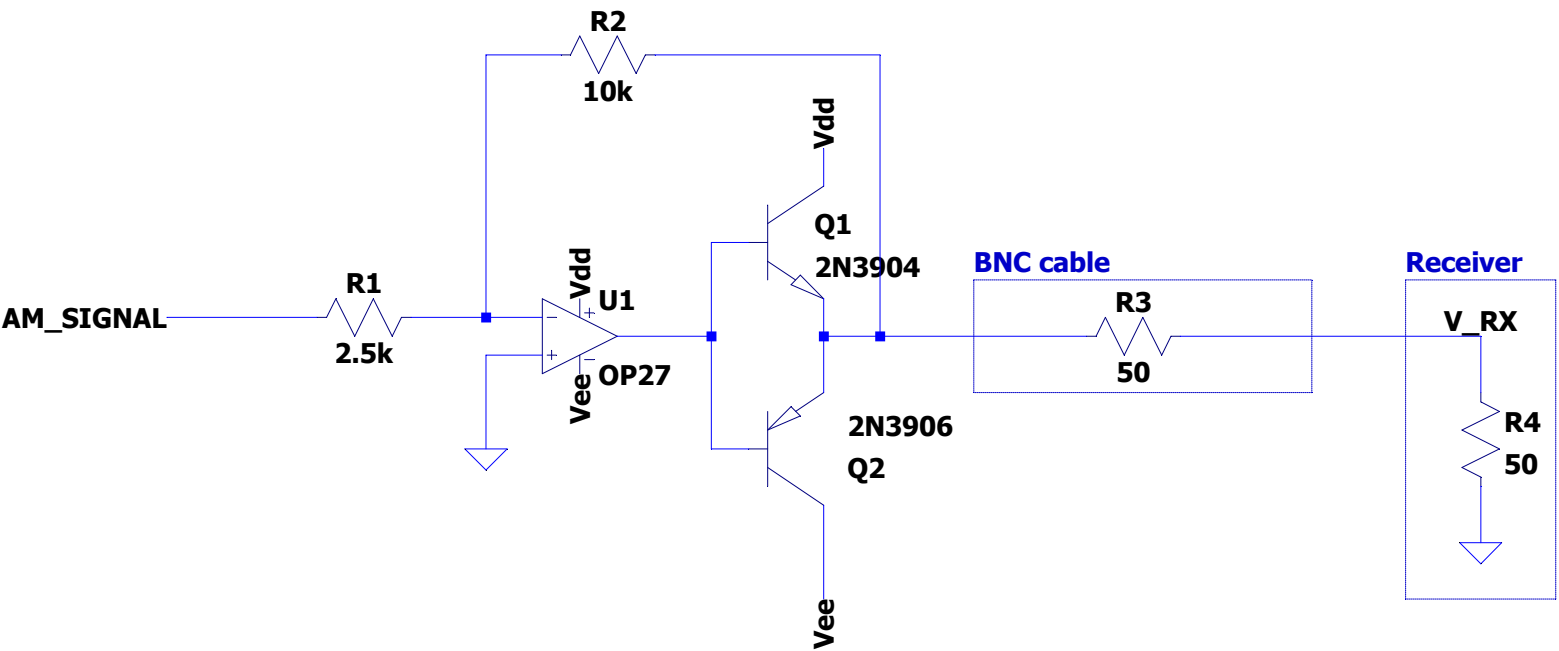 R2
10k
Vdd
Q1
2N3904
BNC cable
Receiver
Vdd
R1
U1
R3
AM_SIGNAL
V_RX
2.5k
−
+
+
−
OP27
50
Vee
2N3906
R4
Q2
50
Vee